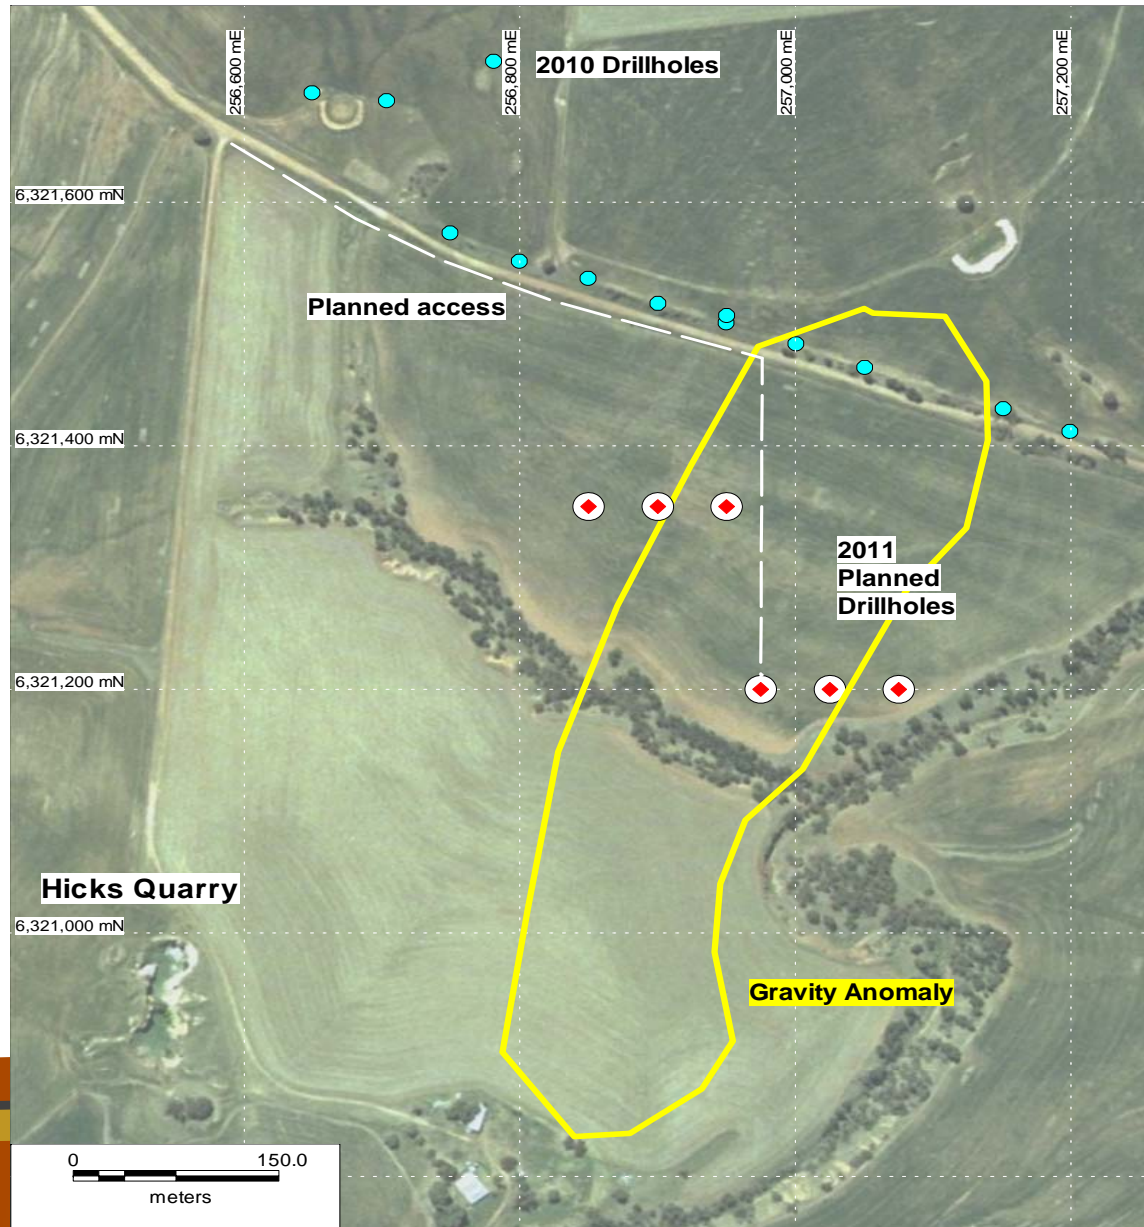 256,600 mE
256,800 mE
257,000 mE
257,200 mE
2010 Drillholes
6,321,600 mN
Planned access
6,321,400 mN
2011
Planned
Drillholes
6,321,200 mN
Hicks Quarry
6,321,000 mN
Gravity Anomaly
0 150.0
meters